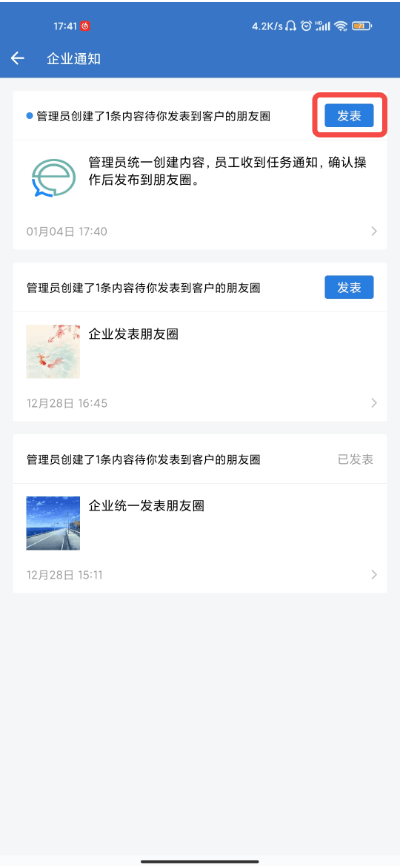 17:41
4.2K/s
企业通知
管理员创建了1条内容待你发表到客户的朋友圈
发表
管理员统一创建内容，员工收到任务通知，确认操
作后发布到朋友圈。
01月04日 17:40
管理员创建了1条内容待你发表到客户的朋友圈
发表
企业发表朋友圈
12月28日 16:45
管理员创建了1条内容待你发表到客户的朋友圈
已发表
企业统一发表朋友圈
12月28日 15:11